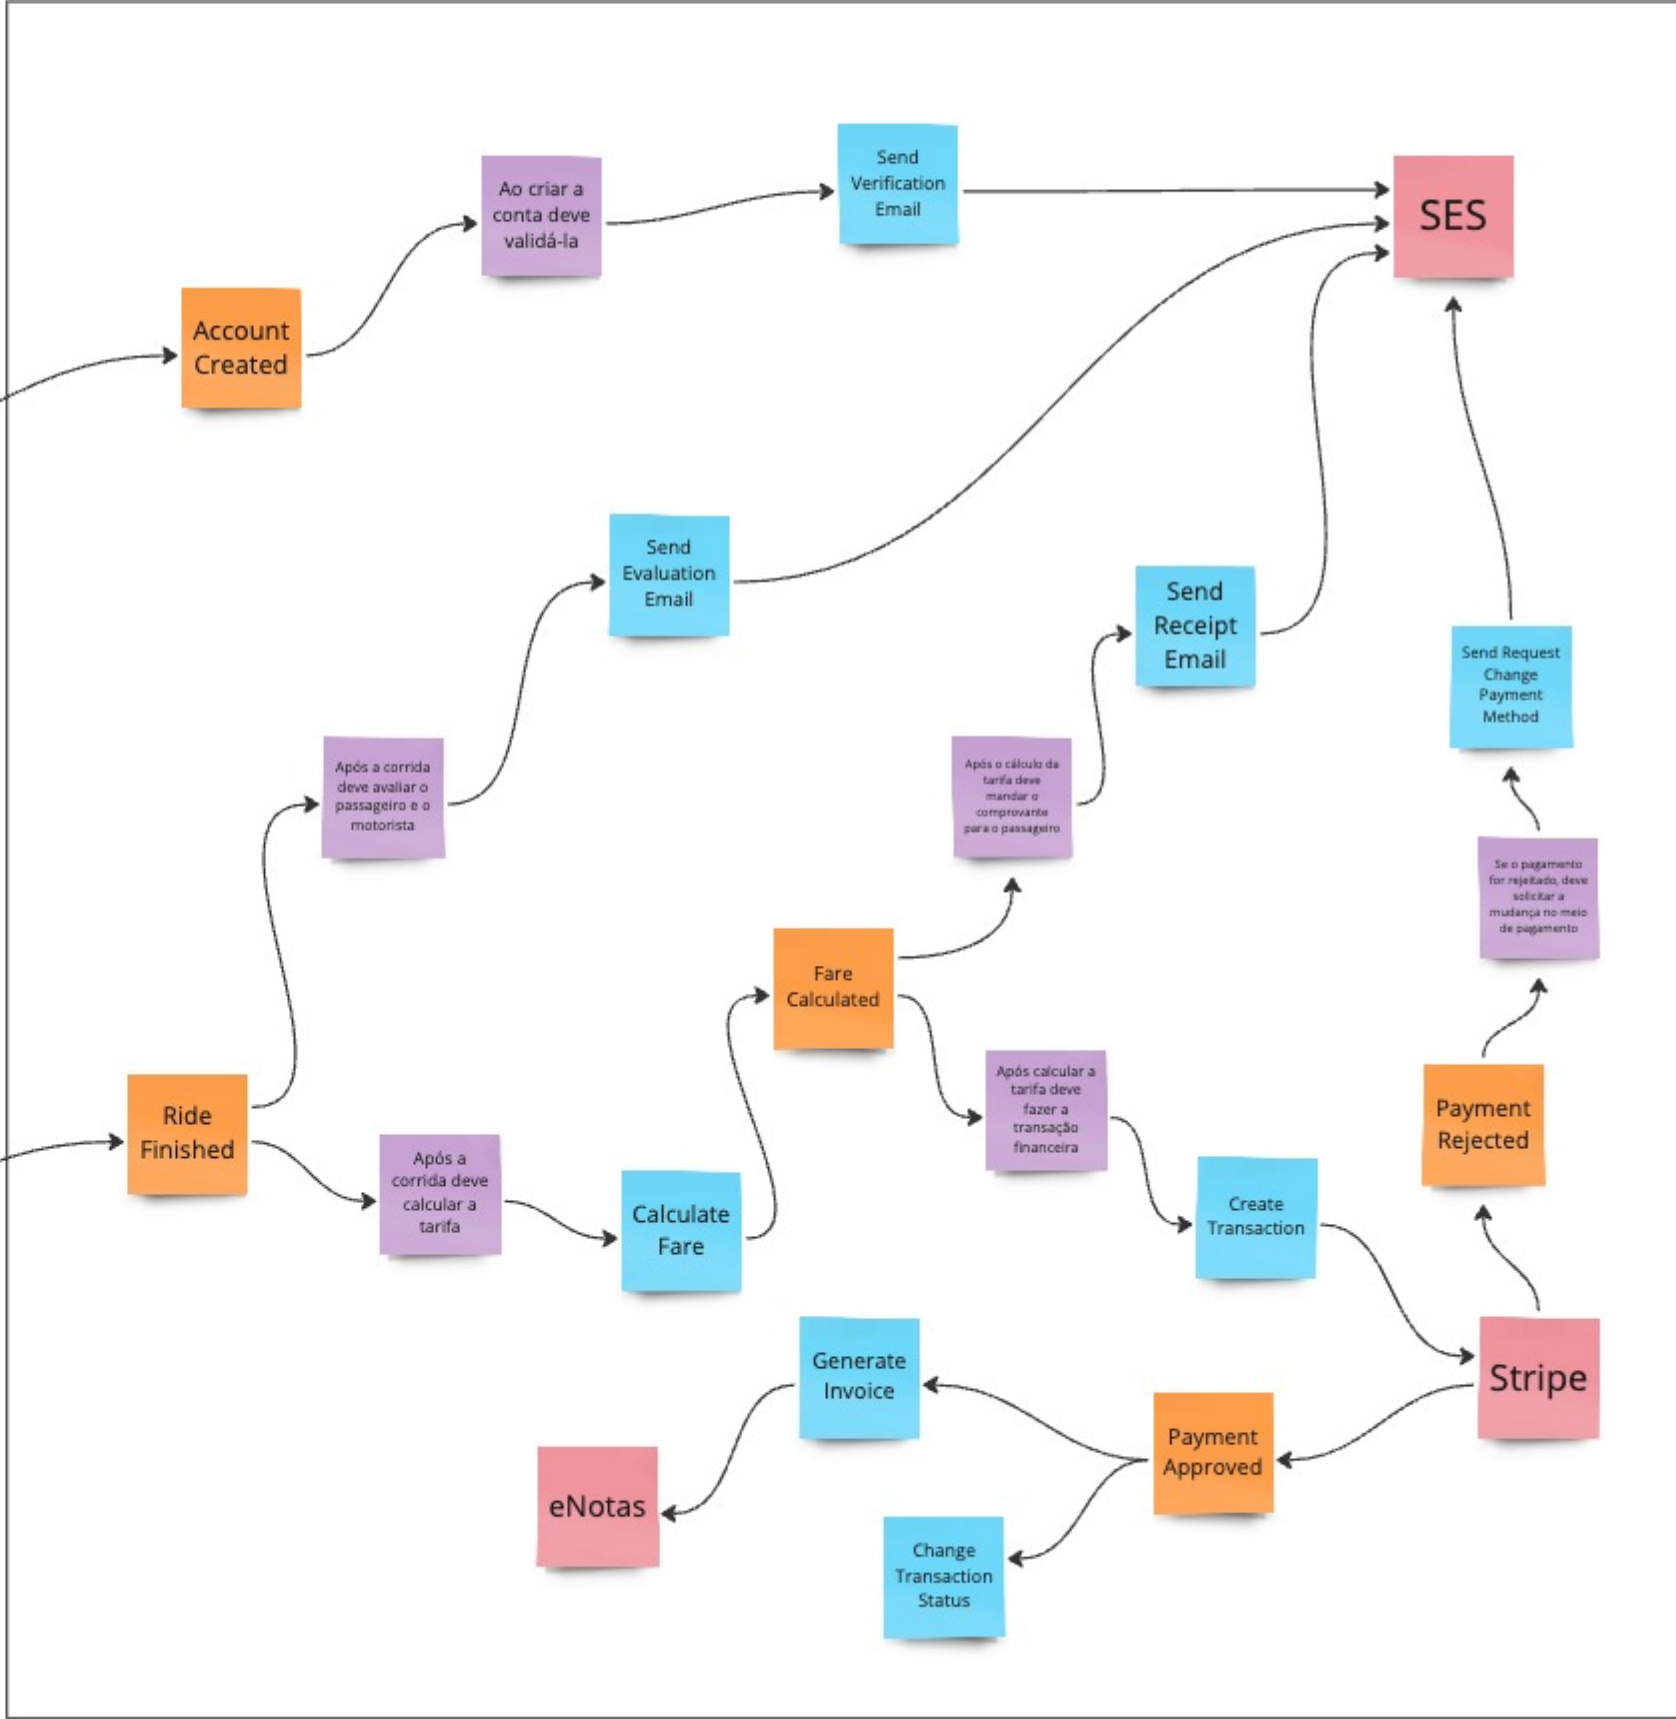 Send
Verification
Email
Ao criar a
conta deve
validá-la
SES
Account
Created
Send
Evaluation
Email
Send
Receipt
Email
Send Request
Change
Payment
Method
Após a corrida
deve avaliar o
passageiro e o
motorista
Após o cálculo da
tarifa deve
mandar o
comprovante
para o passageiro
Se o pagamento
for rejeitado, deve
solicitar a
mudança no meio
de pagamento
Fare
Calculated
Ride
Finished
Após a
corrida deve
calcular a
tarifa
Calculate
Fare
Após calcular a
tarifa deve
fazer a
transação
financeira
Payment
Rejected
Create
Transaction
Generate
Invoice
Stripe
Payment
Approved
eNotas
Change
Transaction
Status